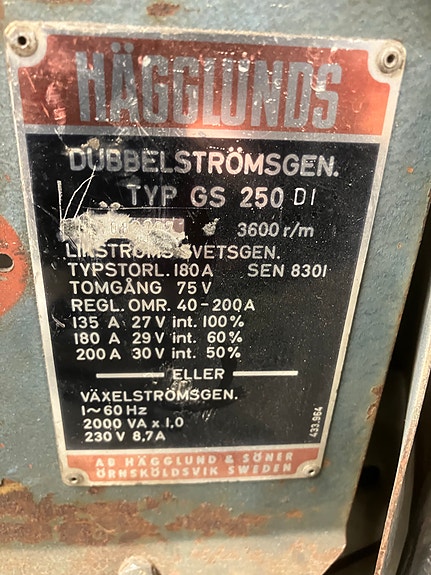 HÄGGLUNDS
DUBBELSTRÖMSGEN.
TYP GS 250 DI
3600 r/m
LIKSTRÖMS SVETSGEN.
TYPSTORL. 180 A SEN 8301
TOMGÅNG 75 V
REGL. OMR. 40-200 A
135 A 27 V int. 100%
180 A 29 V int. 60%
200 A 30 V int. 50%
ELLER
VÄXELSTRÖMSGEN.
1~60 Hz
2000 VA x 1,0
230 V 8,7 A
433.964
AB HÄGGLUND & SÖNER
ÖRNSKÖLDSVIK SWEDEN